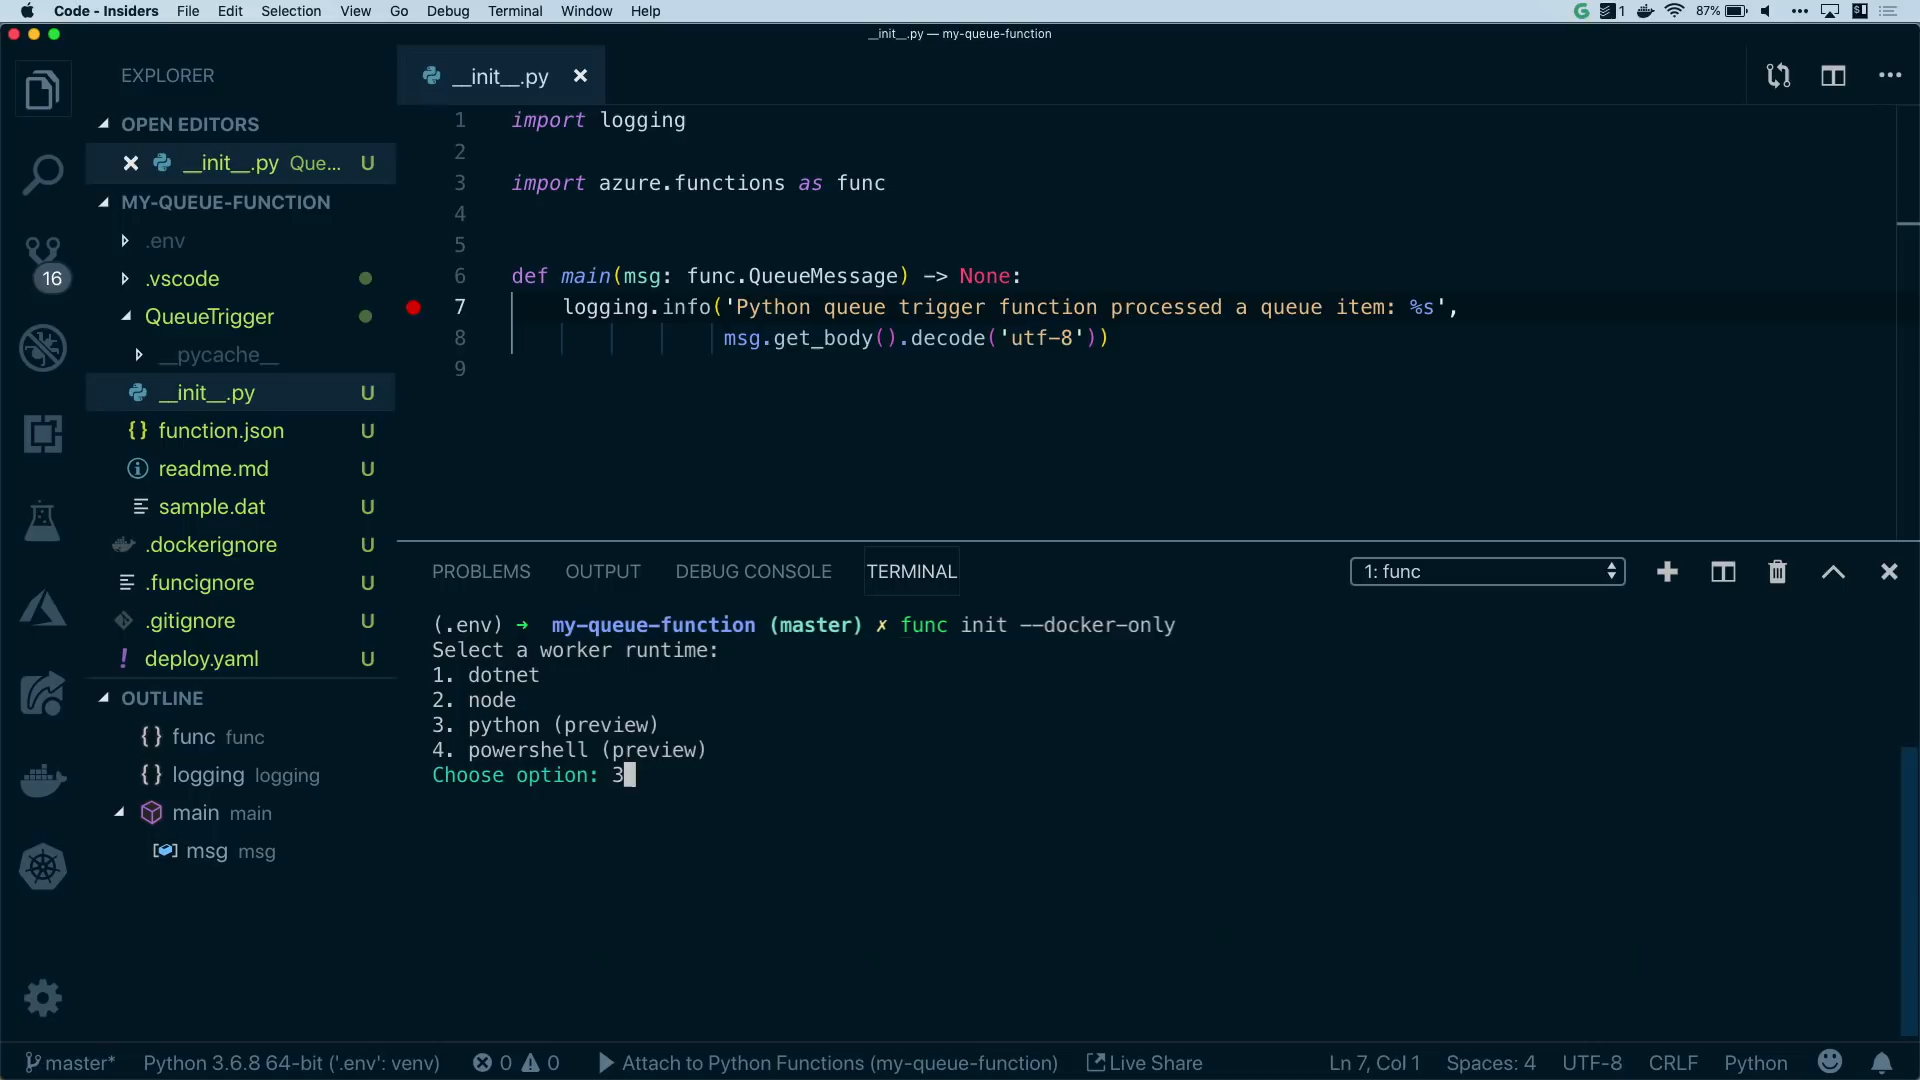 Code - Insiders File Edit Selection View Go Debug Terminal Window Help 1 87%
__init__.py — my-queue-function
EXPLORER
OPEN EDITORS
__init__.py Que... U
MY-QUEUE-FUNCTION
.env
.vscode
QueueTrigger
__pycache__
__init__.py U
{} function.json U
readme.md U
sample.dat U
.dockerignore U
.funcignore U
.gitignore U
! deploy.yaml U
OUTLINE
{} func func
{} logging logging
main main
msg msg
16
__init__.py
1 import logging
2
3 import azure.functions as func
4
5
6 def main(msg: func.QueueMessage) -> None:
7 logging.info('Python queue trigger function processed a queue item: %s',
8 msg.get_body().decode('utf-8'))
9
PROBLEMS OUTPUT DEBUG CONSOLE TERMINAL 1: func
(.env) → my-queue-function (master) ✗ func init --docker-only
Select a worker runtime:
1. dotnet
2. node
3. python (preview)
4. powershell (preview)
Choose option: 3
master* Python 3.6.8 64-bit ('.env': venv) 0 0 Attach to Python Functions (my-queue-function) Live Share Ln 7, Col 1 Spaces: 4 UTF-8 CRLF Python